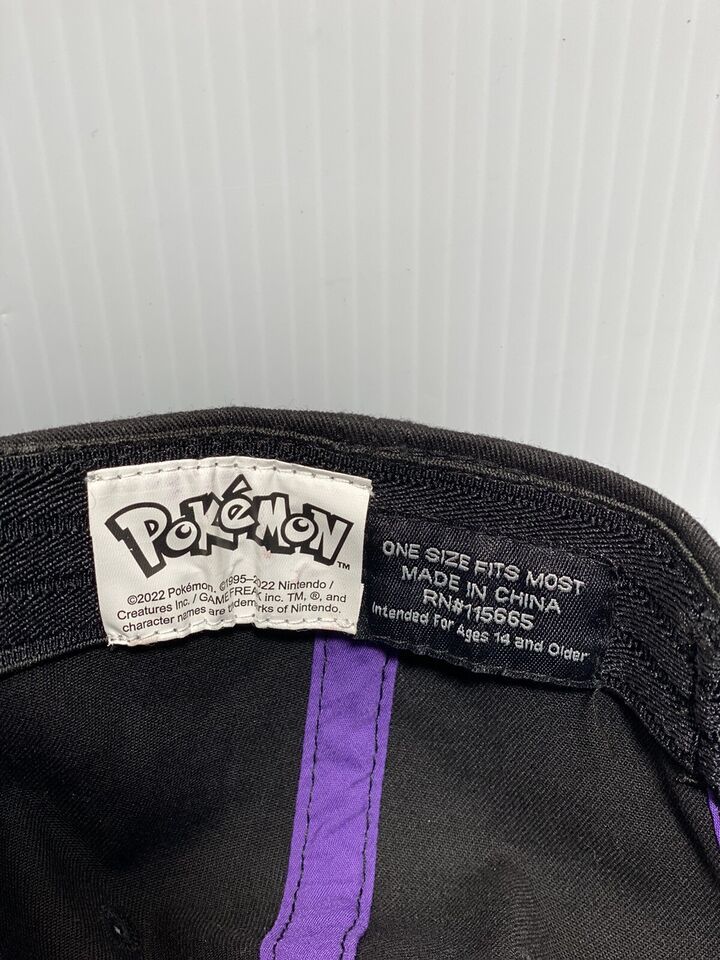 POKéMON™
©2022 Pokémon. ©1995–2022 Nintendo /
Creatures Inc. / GAME FREAK inc. TM, ®, and
character names are trademarks of Nintendo.
ONE SIZE FITS MOST
MADE IN CHINA
RN#115665
Intended For Ages 14 and Older